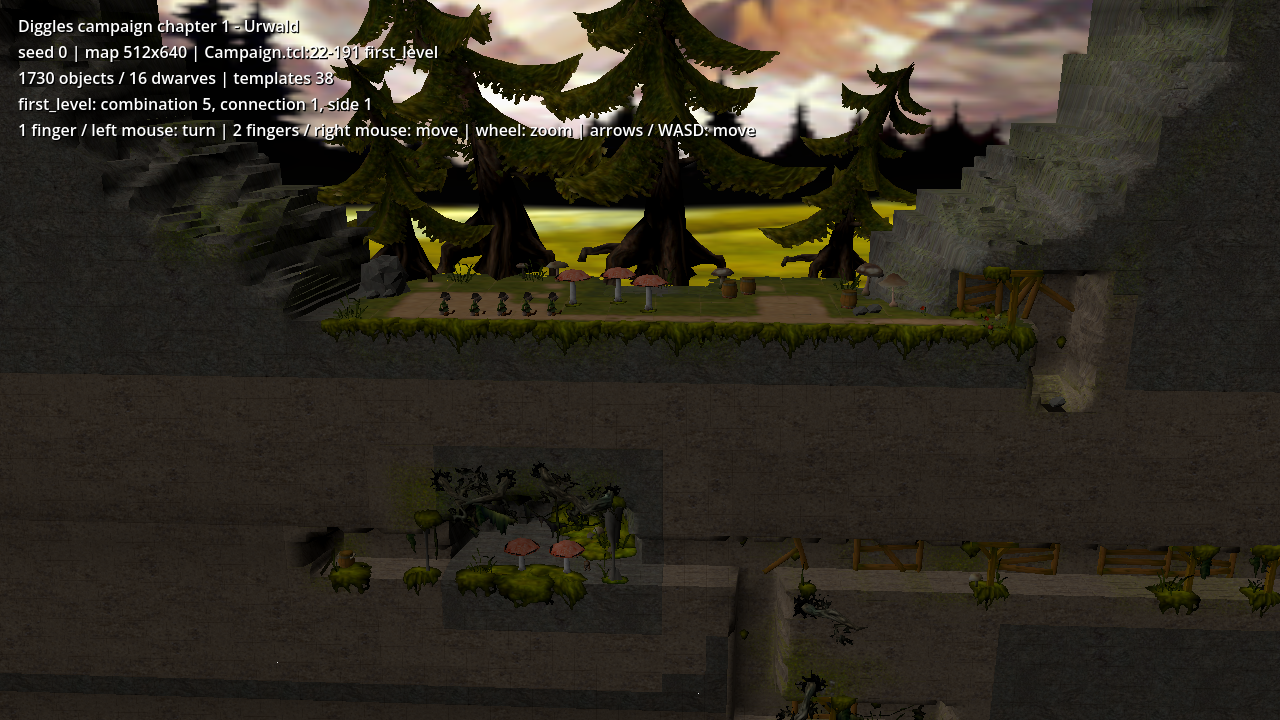 Diggles campaign chapter 1 - Urwald
seed 0 | map 512x640 | Campaign.tcl:22-191 first_level
1730 objects / 16 dwarves | templates 38
first_level: combination 5, connection 1, side 1
1 finger / left mouse: turn | 2 fingers / right mouse: move | wheel: zoom | arrows / WASD: move